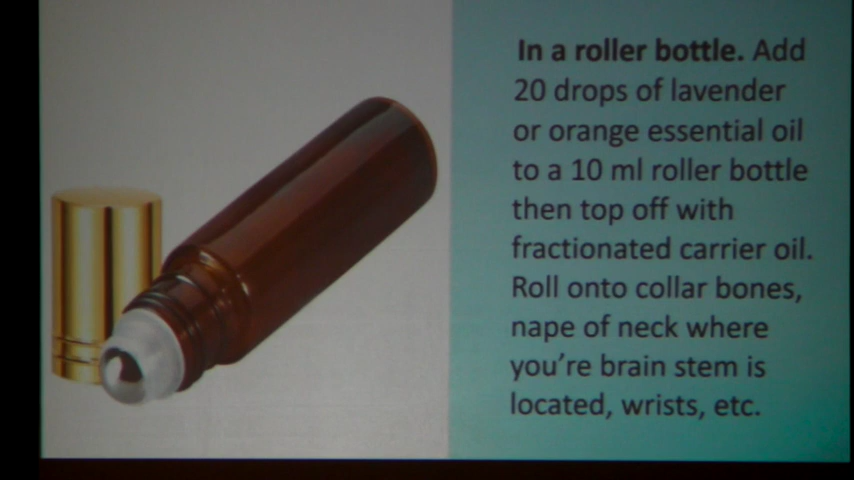 In a roller bottle. Add
20 drops of lavender
or orange essential oil
to a 10 ml roller bottle
then top off with
fractionated carrier oil.
Roll onto collar bones,
nape of neck where
you’re brain stem is
located, wrists, etc.